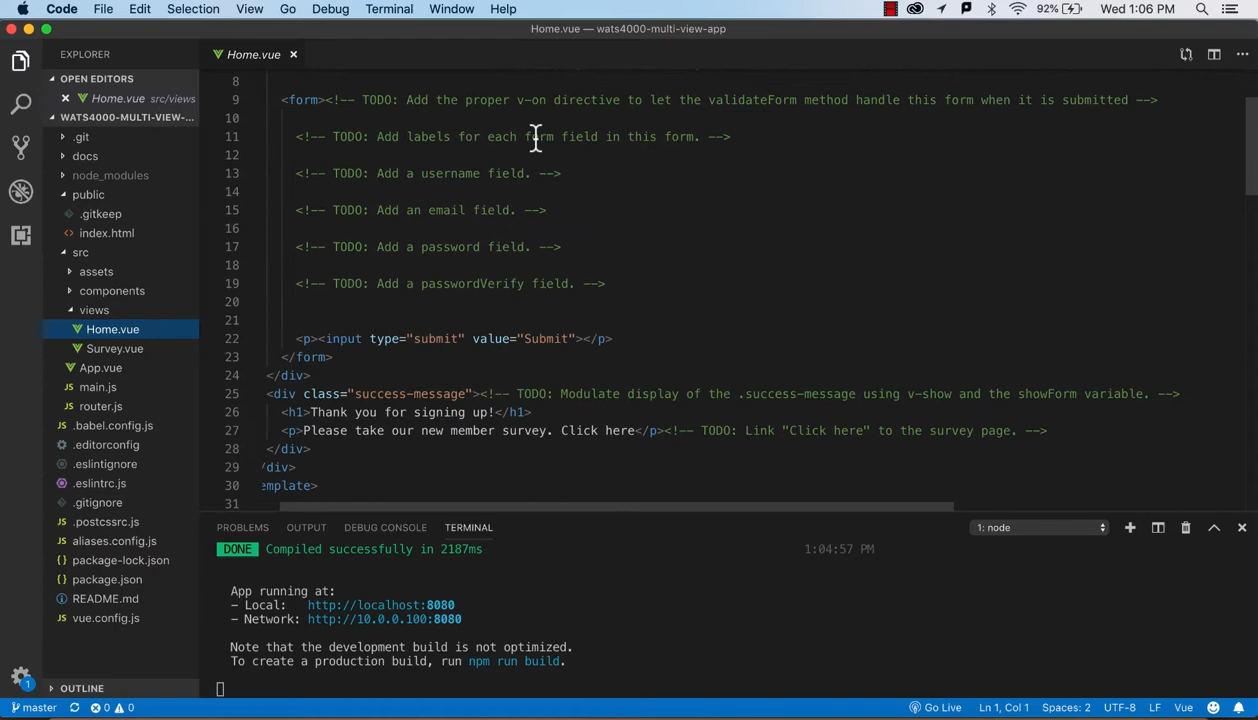 Code File Edit Selection View Go Debug Terminal Window Help 92% Wed 1:06 PM
Home.vue — wats4000-multi-view-app
EXPLORER
OPEN EDITORS
Home.vue src/views
WATS4000-MULTI-VIEW-...
.git
docs
node_modules
public
.gitkeep
index.html
src
assets
components
views
Home.vue
Survey.vue
App.vue
main.js
router.js
.babel.config.js
.editorconfig
.eslintignore
.eslintrc.js
.gitignore
.postcssrc.js
aliases.config.js
package-lock.json
package.json
README.md
vue.config.js
OUTLINE
Home.vue
8
9 <form><!-- TODO: Add the proper v-on directive to let the validateForm method handle this form when it is submitted -->
10
11 <!-- TODO: Add labels for each form field in this form. -->
12
13 <!-- TODO: Add a username field. -->
14
15 <!-- TODO: Add an email field. -->
16
17 <!-- TODO: Add a password field. -->
18
19 <!-- TODO: Add a passwordVerify field. -->
20
21
22 <p><input type="submit" value="Submit"></p>
23 </form>
24 </div>
25 <div class="success-message"><!-- TODO: Modulate display of the .success-message using v-show and the showForm variable. -->
26 <h1>Thank you for signing up!</h1>
27 <p>Please take our new member survey. Click here</p><!-- TODO: Link "Click here" to the survey page. -->
28 </div>
29 /div>
30 emplate>
31
PROBLEMS OUTPUT DEBUG CONSOLE TERMINAL 1: node
DONE Compiled successfully in 2187ms 1:04:57 PM
App running at:
- Local: http://localhost:8080
- Network: http://10.0.0.100:8080
Note that the development build is not optimized.
To create a production build, run npm run build.
1
master 0 0 Go Live Ln 1, Col 1 Spaces: 2 UTF-8 LF Vue